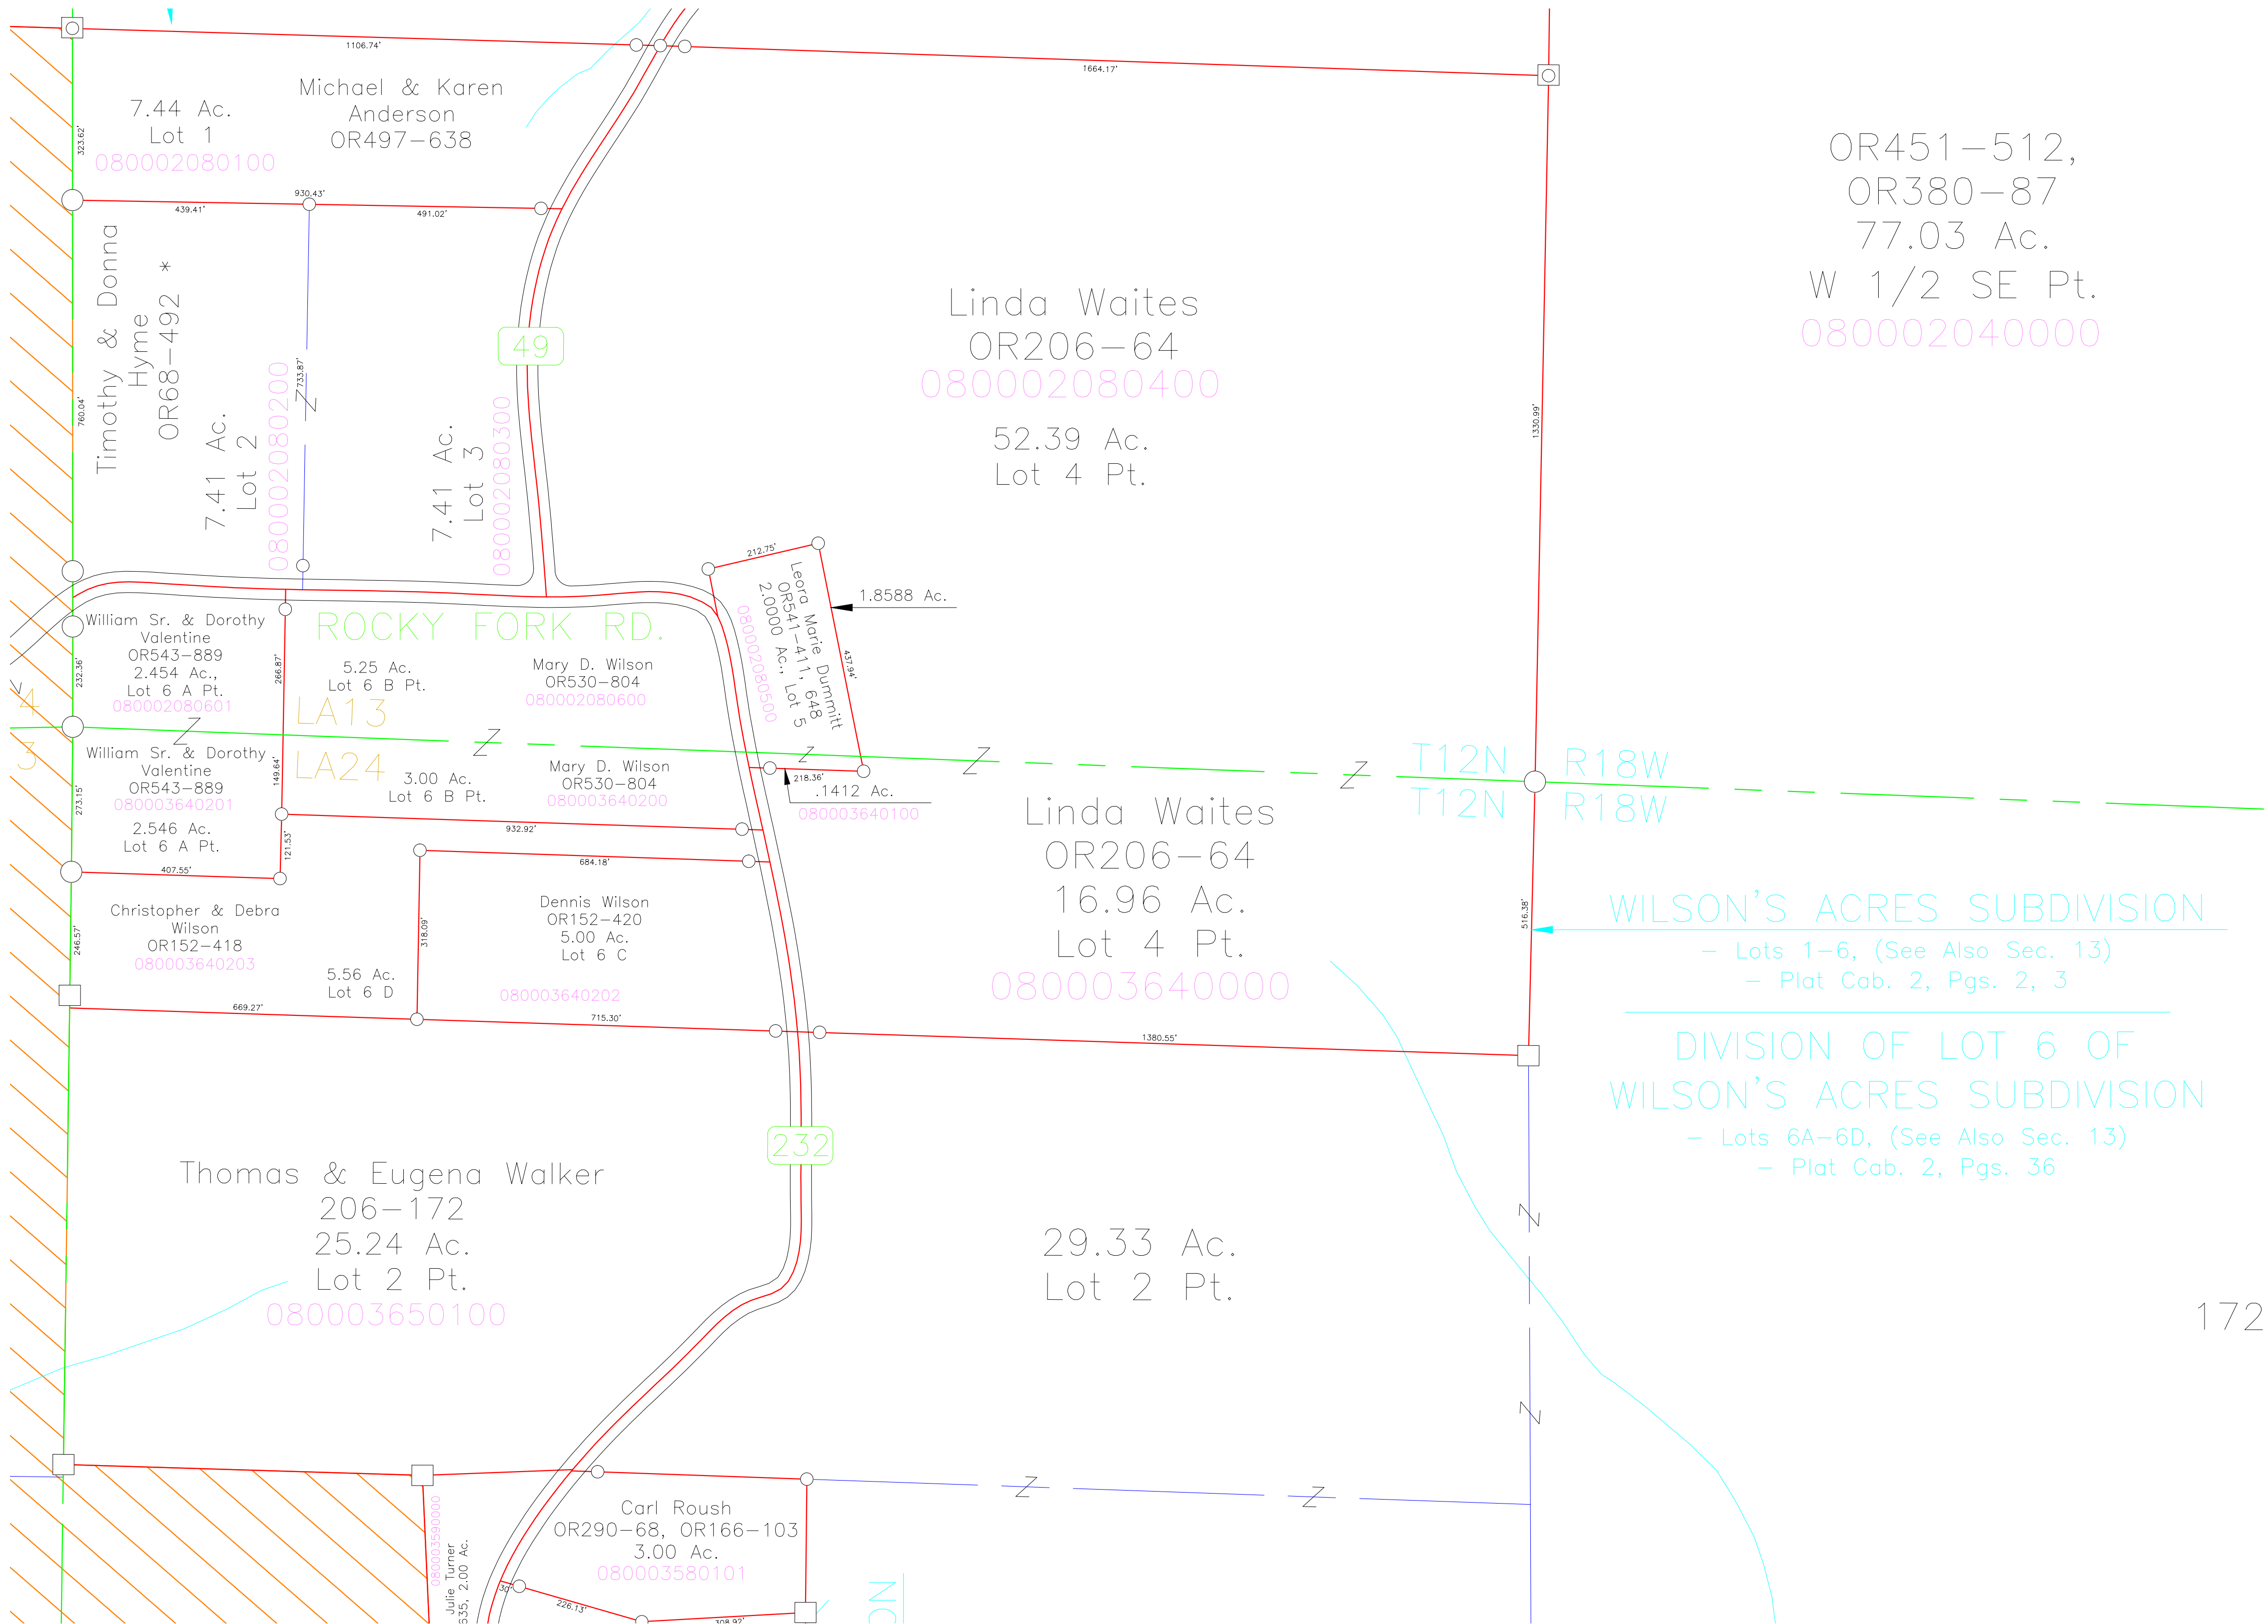 1106.74'
1664.17'
323.62'
7.44 Ac.
Lot 1
080002080100
Michael & Karen
Anderson
OR497-638
930.43'
439.41'
491.02'
OR451-512,
OR380-87
77.03 Ac.
W 1/2 SE Pt.
080002040000
Timothy & Donna
Hyme
OR68-492 *
760.04'
7.41 Ac.
Lot 2
080002080200
733.87'
Z
7.41 Ac.
Lot 3
080002080300
49
Linda Waites
OR206-64
080002080400
52.39 Ac.
Lot 4 Pt.
1330.99'
212.75'
Leora Marie Dummitt
OR541-411, 648
2.0000 Ac., Lot 5
080002080500
437.94'
1.8588 Ac.
William Sr. & Dorothy
Valentine
OR543-889
2.454 Ac.,
Lot 6 A Pt.
080002080601
232.36'
266.87'
ROCKY FORK RD.
5.25 Ac.
Lot 6 B Pt.
Mary D. Wilson
OR530-804
080002080600
LA13
4
3
Z
Z
Z
Z
Z
T12N R18W
T12N R18W
William Sr. & Dorothy
Valentine
OR543-889
080003640201
2.546 Ac.
Lot 6 A Pt.
273.15'
149.64'
LA24
3.00 Ac.
Lot 6 B Pt.
Mary D. Wilson
OR530-804
080003640200
218.36'
.1412 Ac.
080003640100
932.92'
121.53'
407.55'
684.18'
Linda Waites
OR206-64
16.96 Ac.
Lot 4 Pt.
080003640000
516.38'
WILSON'S ACRES SUBDIVISION
- Lots 1-6, (See Also Sec. 13)
- Plat Cab. 2, Pgs. 2, 3
DIVISION OF LOT 6 OF
WILSON'S ACRES SUBDIVISION
- Lots 6A-6D, (See Also Sec. 13)
- Plat Cab. 2, Pgs. 36
Christopher & Debra
Wilson
OR152-418
080003640203
246.57'
5.56 Ac.
Lot 6 D
318.09'
Dennis Wilson
OR152-420
5.00 Ac.
Lot 6 C
080003640202
669.27'
715.30'
1380.55'
232
Thomas & Eugena Walker
206-172
25.24 Ac.
Lot 2 Pt.
080003650100
29.33 Ac.
Lot 2 Pt.
Z
Z
172
Z
Z
080003590000
Julie Turner
635, 2.00 Ac.
Carl Roush
OR290-68, OR166-103
3.00 Ac.
080003580101
30'
226.13'
308.92'
ON